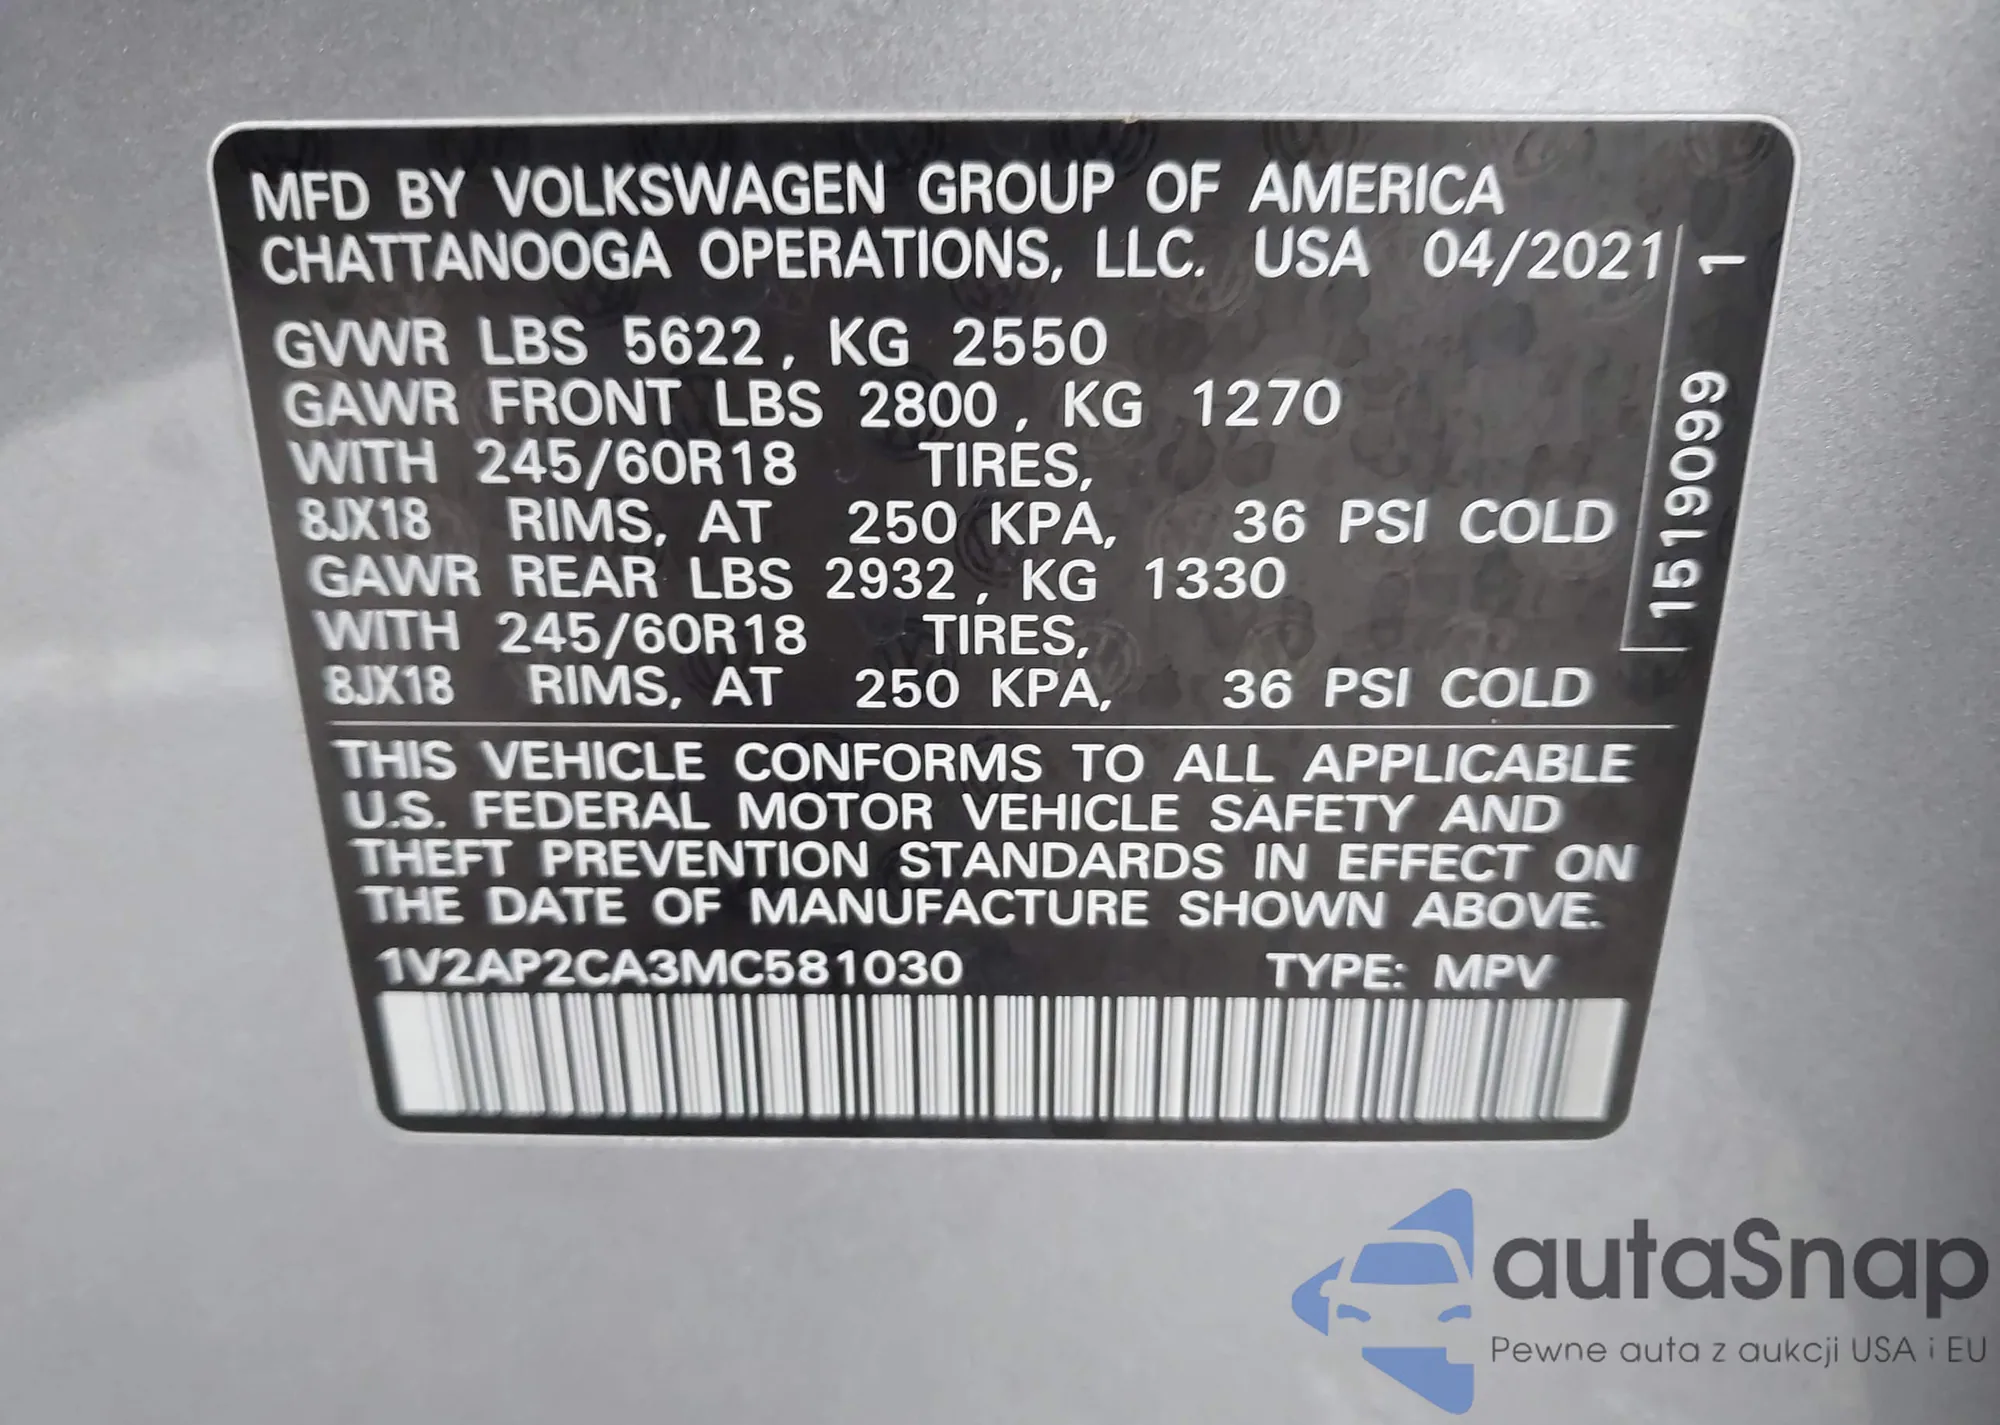 MFD BY VOLKSWAGEN GROUP OF AMERICA
CHATTANOOGA OPERATIONS, LLC. USA 04/2021
GVWR LBS 5622, KG 2550
GAWR FRONT LBS 2800, KG 1270
WITH 245/60R18 TIRES,
8JX18 RIMS, AT 250 KPA, 36 PSI COLD
GAWR REAR LBS 2932, KG 1330
WITH 245/60R18 TIRES,
8JX18 RIMS, AT 250 KPA, 36 PSI COLD
1519099 1
THIS VEHICLE CONFORMS TO ALL APPLICABLE
U.S. FEDERAL MOTOR VEHICLE SAFETY AND
THEFT PREVENTION STANDARDS IN EFFECT ON
THE DATE OF MANUFACTURE SHOWN ABOVE.
1V2AP2CA3MC581030 TYPE: MPV
autaSnap
Pewne auta z aukcji USA i EU